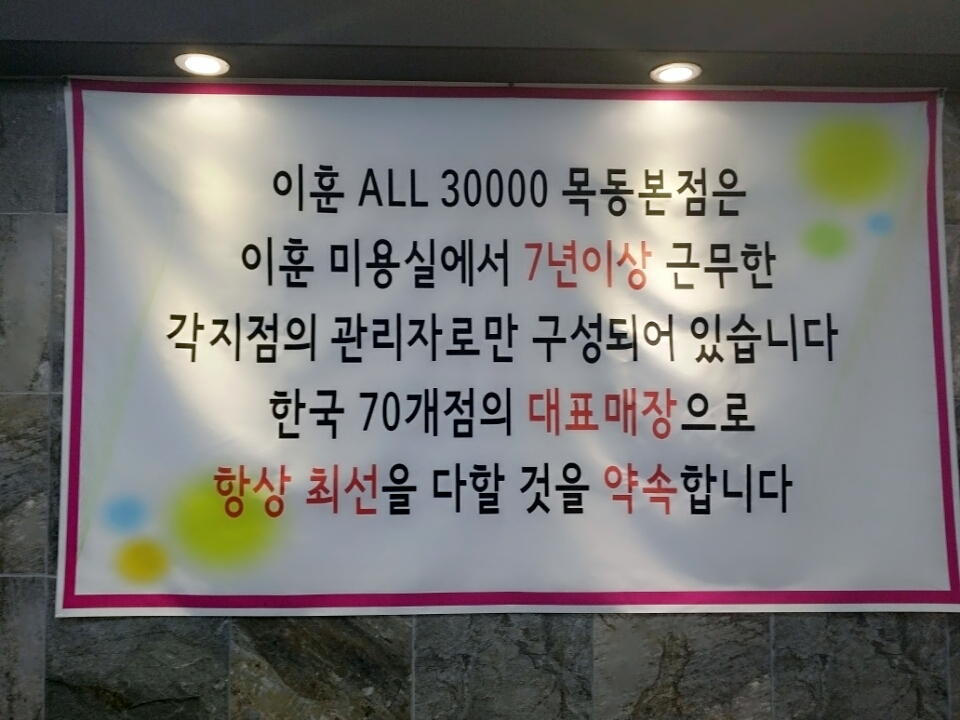 이훈 ALL 30000 목동본점은
이훈 미용실에서 7년이상 근무한
각지점의 관리자로만 구성되어 있습니다
한국 70개점의 대표매장으로
항상 최선을 다할 것을 약속합니다